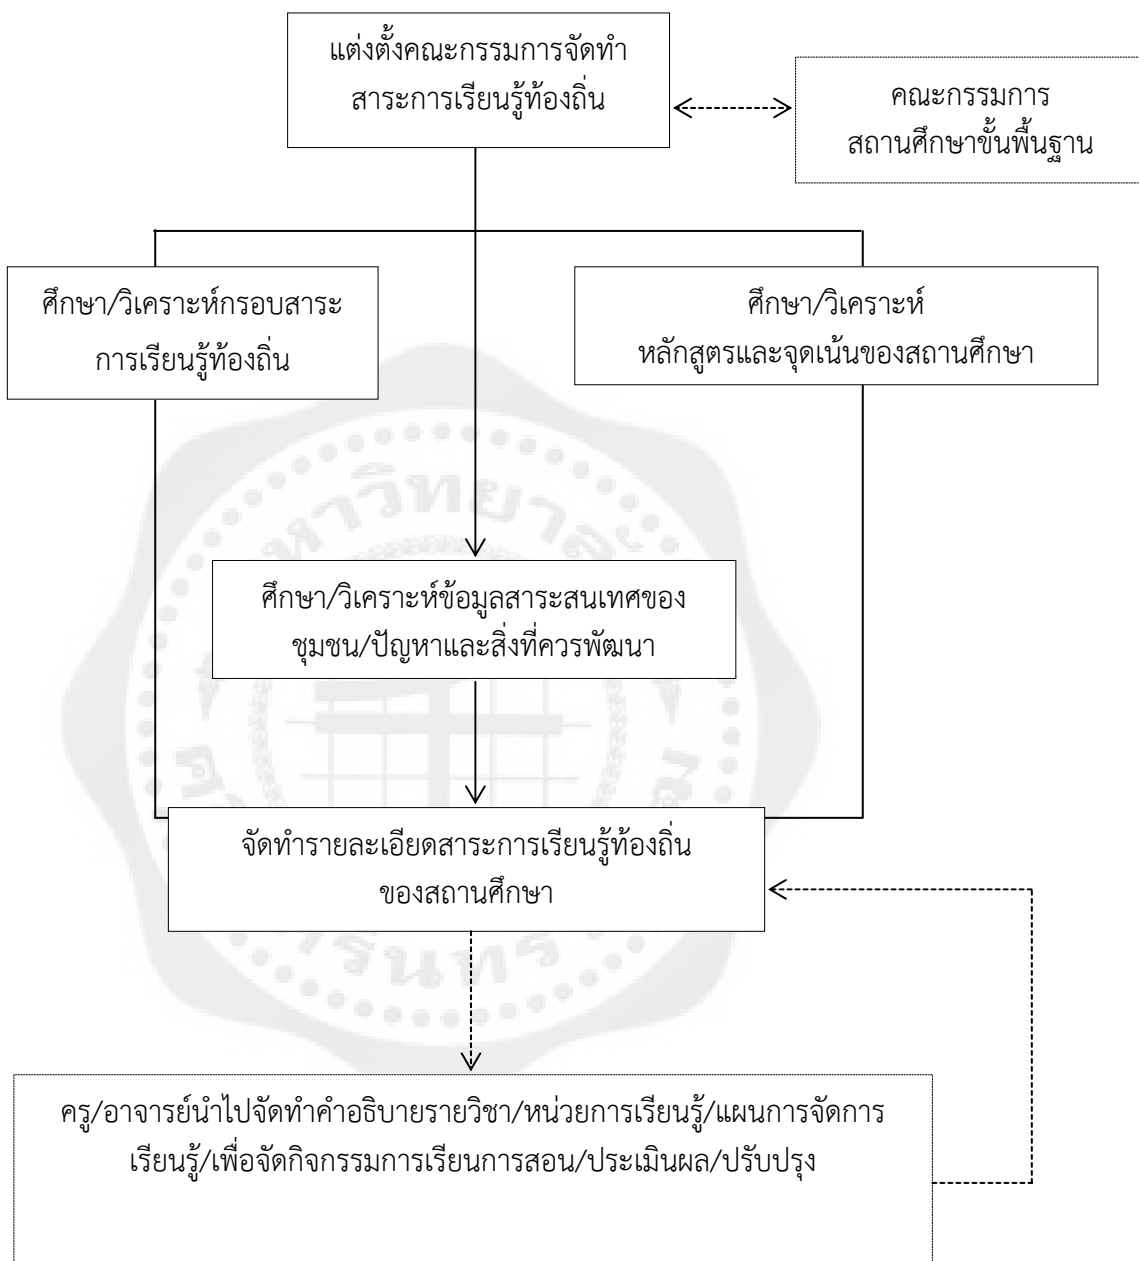 แต่งตั้งคณะกรรมการจัดทำ
สาระการเรียนรู้ท้องถิ่น
คณะกรรมการ
สถานศึกษาขั้นพื้นฐาน
ศึกษา/วิเคราะห์กรอบสาระ
การเรียนรู้ท้องถิ่น
ศึกษา/วิเคราะห์
หลักสูตรและจุดเน้นของสถานศึกษา
ศึกษา/วิเคราะห์ข้อมูลสาระสนเทศของ
ชุมชน/ปัญหาและสิ่งที่ควรพัฒนา
จัดทำรายละเอียดสาระการเรียนรู้ท้องถิ่น
ของสถานศึกษา
ครู/อาจารย์นำไปจัดทำคำอธิบายรายวิชา/หน่วยการเรียนรู้/แผนการจัดการ
เรียนรู้/เพื่อจัดกิจกรรมการเรียนการสอน/ประเมินผล/ปรับปรุง